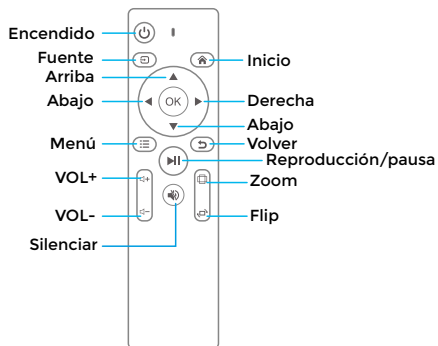 Encendido
Fuente
Inicio
Arriba
Abajo
OK
Derecha
Abajo
Menú
Volver
Reproducción/pausa
VOL+
Zoom
VOL-
Flip
Silenciar